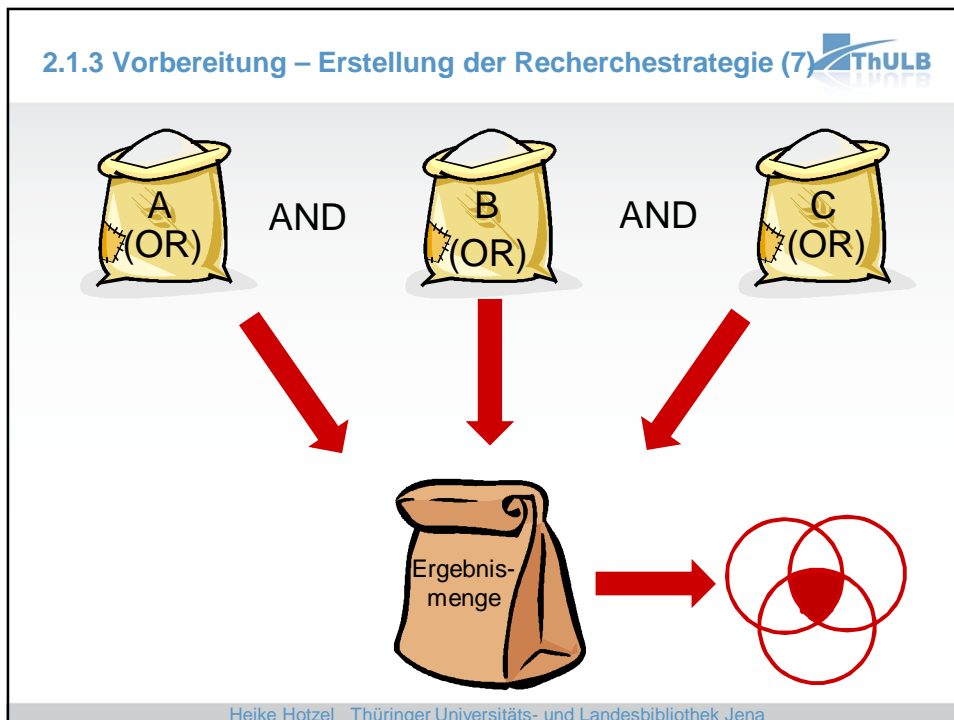 2.1.3 Vorbereitung – Erstellung der Recherchestrategie (7)
ThULB
A
(OR)
AND
B
(OR)
AND
C
(OR)
Ergebnis-
menge
Heike Hotzel Thüringer Universitäts- und Landesbibliothek Jena